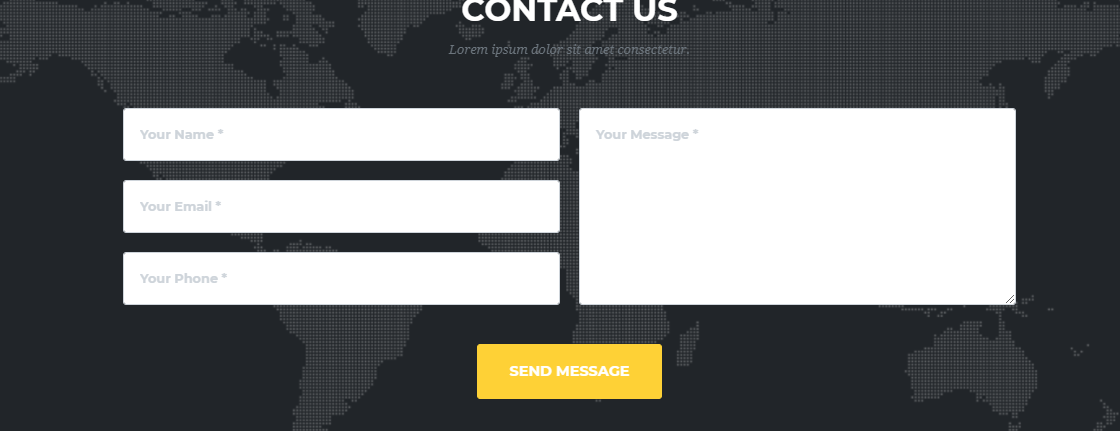 CONTACT US
Lorem ipsum dolor sit amet consectetur.
Your Name *
Your Email *
Your Phone *
Your Message *
SEND MESSAGE